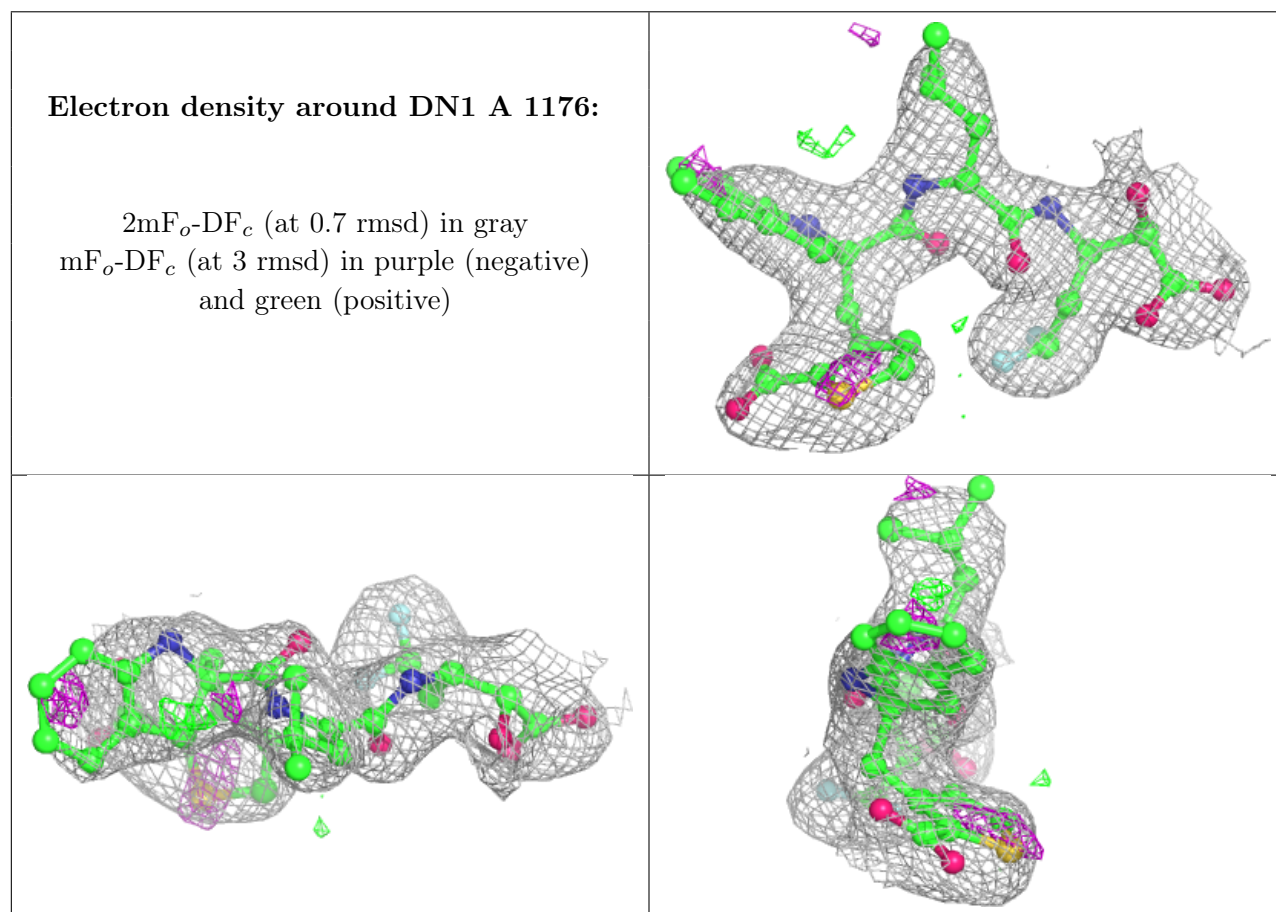 Electron density around DN1 A 1176:
2mFo-DFc (at 0.7 rmsd) in gray
mFo-DFc (at 3 rmsd) in purple (negative)
and green (positive)